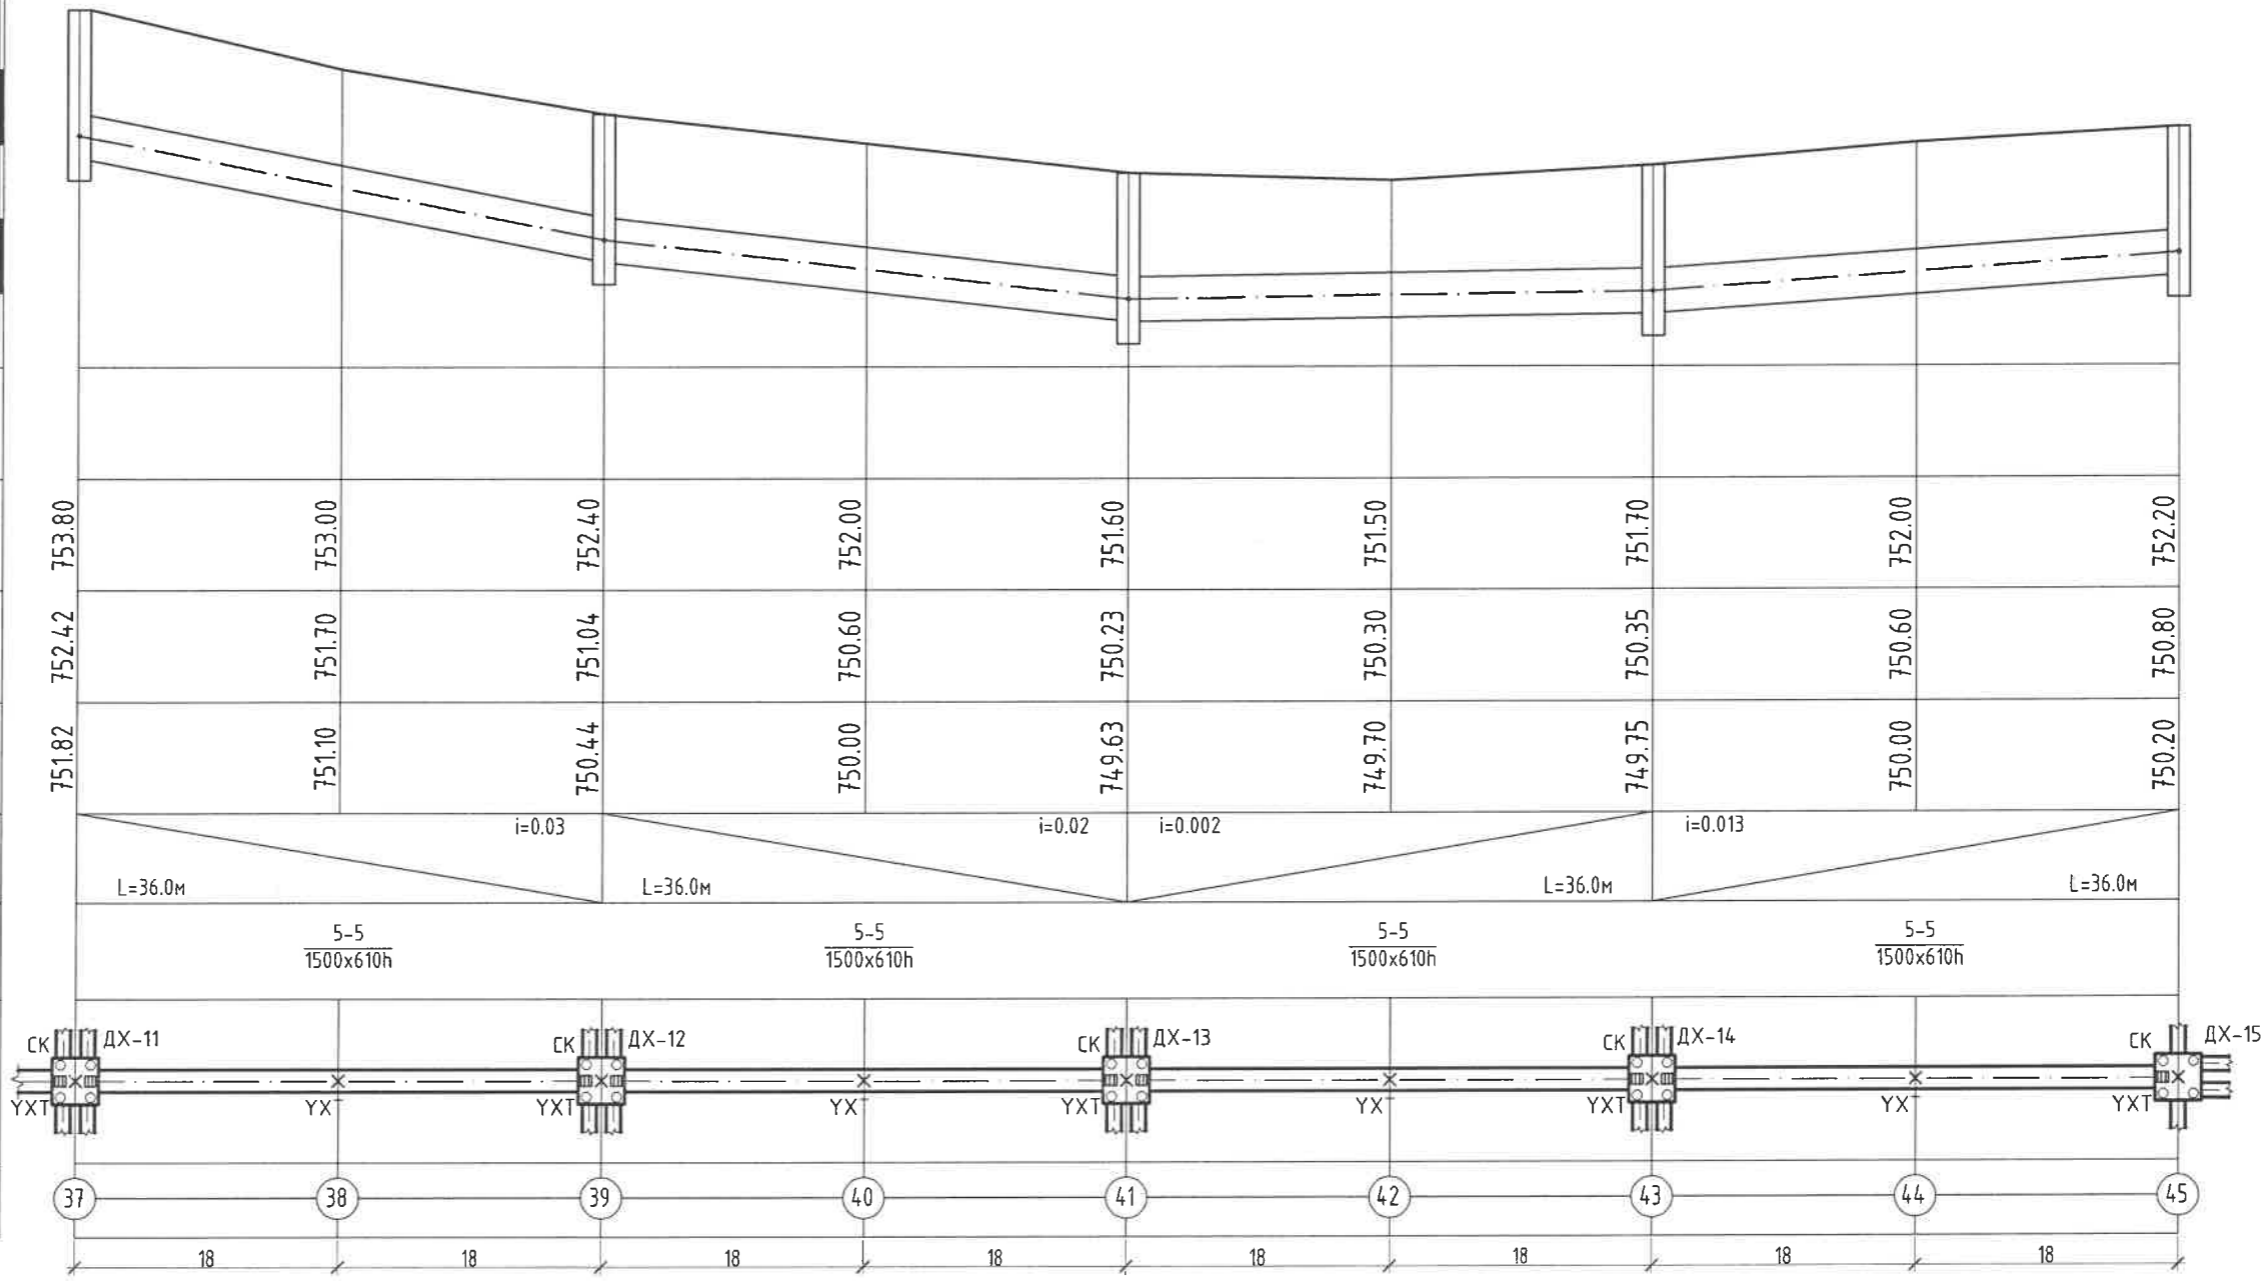 753.80 753.00 752.40 752.00 751.60 751.50 751.70 752.00 752.20
752.42 751.70 751.04 750.60 750.23 750.30 750.35 750.60 750.80
751.82 751.10 750.44 750.00 749.63 749.70 749.75 750.00 750.20
i=0.03 i=0.02 i=0.002 i=0.013
L=36.0м L=36.0м L=36.0м L=36.0м
5-5 5-5 5-5 5-5
1500x610h 1500x610h 1500x610h 1500x610h
СК ДХ-11 СК ДХ-12 СК ДХ-13 СК ДХ-14 СК ДХ-15
УХТ УХТ УХТ УХТ УХТ УХТ УХТ УХТ УХТ
37 38 39 40 41 42 43 44 45
18 18 18 18 18 18 18 18